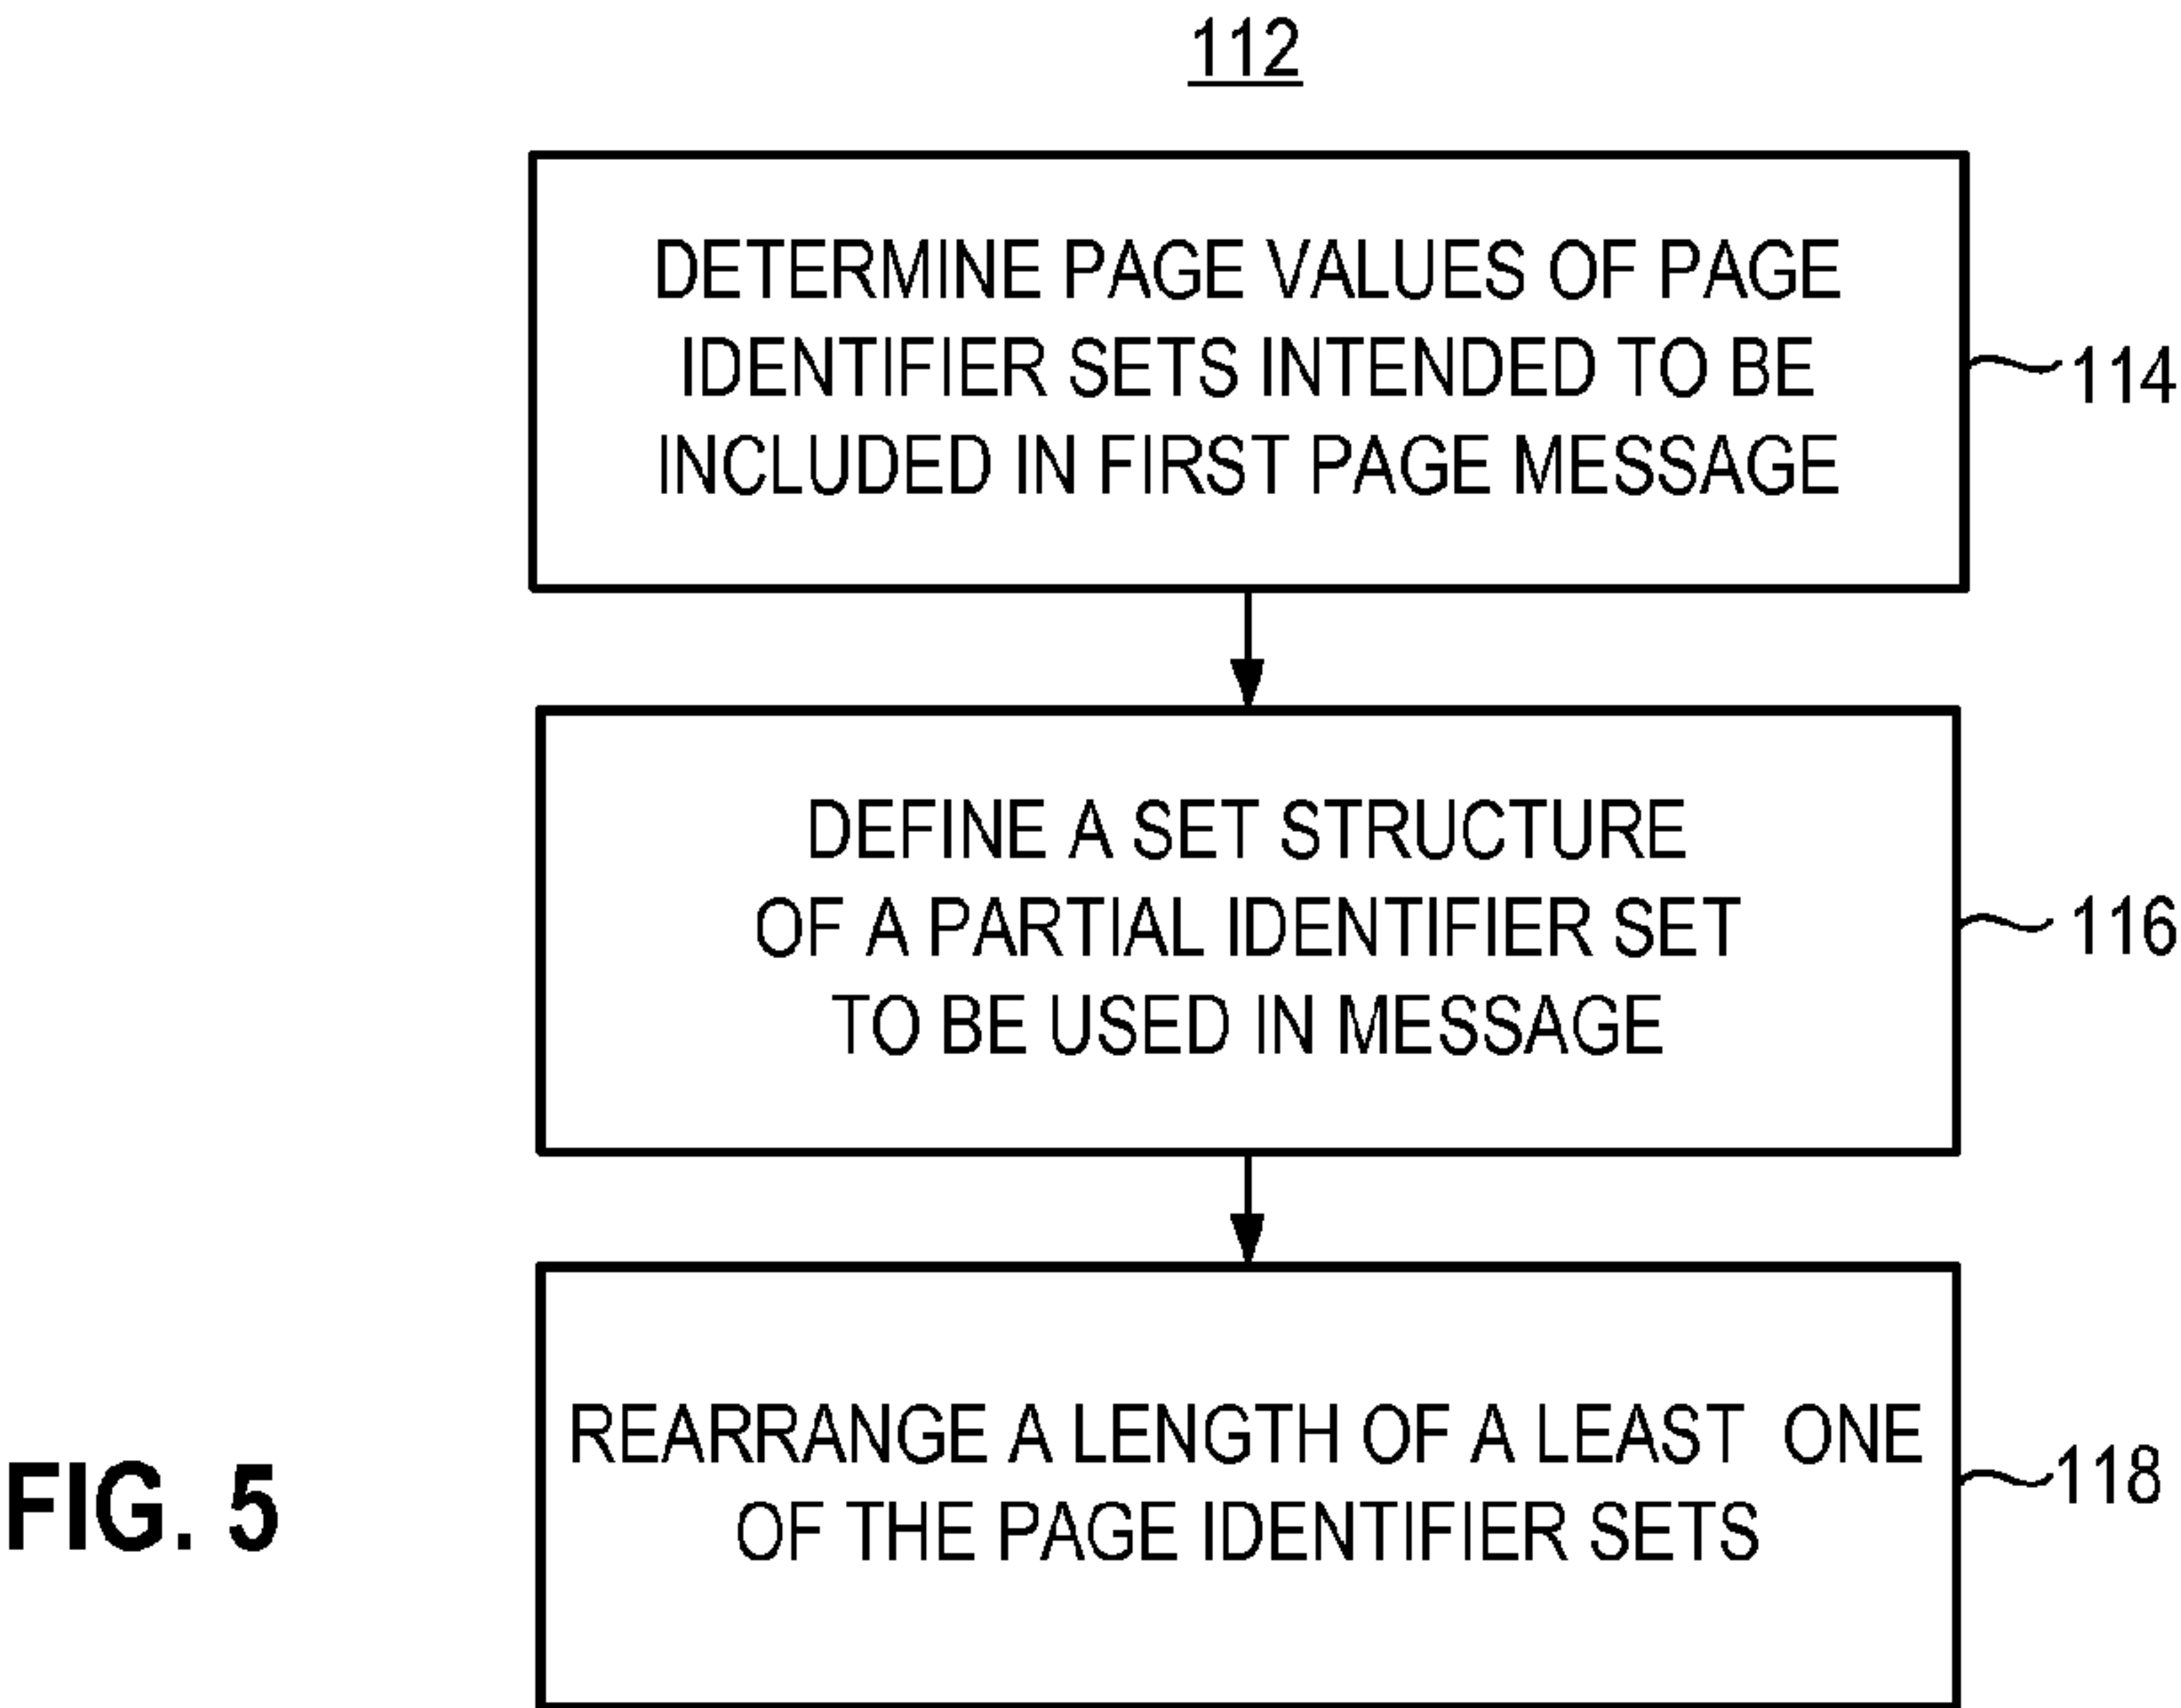 112
DETERMINE PAGE VALUES OF PAGE
IDENTIFIER SETS INTENDED TO BE
INCLUDED IN FIRST PAGE MESSAGE
114
DEFINE A SET STRUCTURE
OF A PARTIAL IDENTIFIER SET
TO BE USED IN MESSAGE
116
REARRANGE A LENGTH OF A LEAST ONE
OF THE PAGE IDENTIFIER SETS
118
FIG. 5